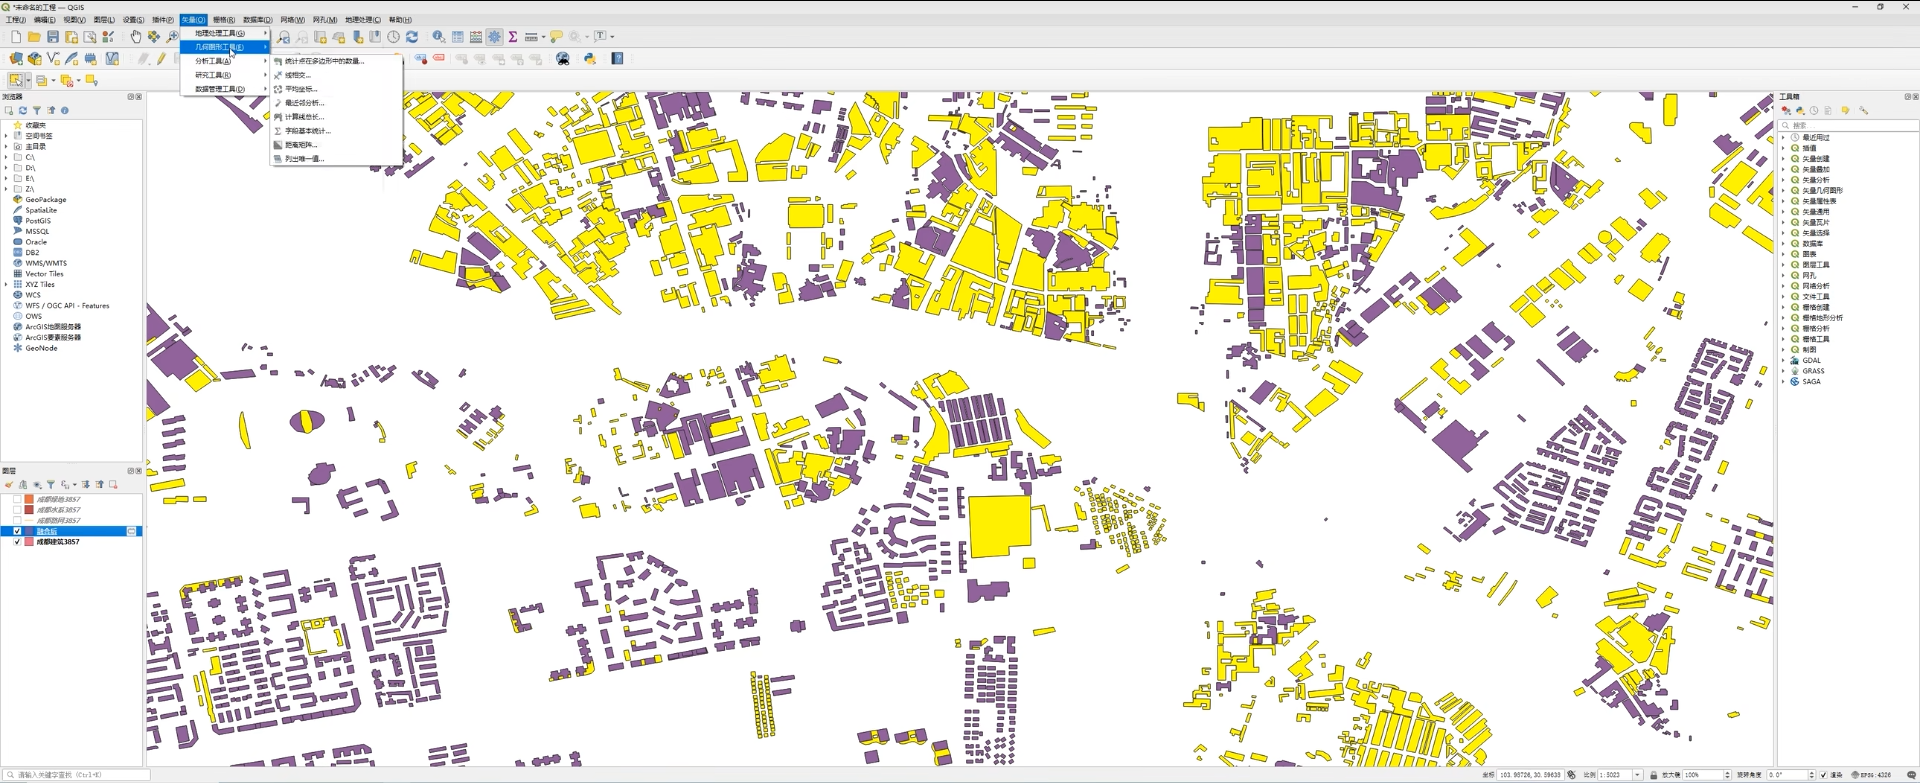 *未命名的工程 — QGIS
工程(J) 编辑(E) 视图(V) 图层(L) 设置(S) 插件(P) 矢量(O) 栅格(R) 数据库(D) 网络(W) 网孔(M) 地理处理(C) 帮助(H)
地理处理工具(G)
几何图形工具(E)
分析工具(A)
研究工具(R)
数据管理工具(D)
统计点在多边形中的数量...
线相交...
平均坐标...
最近邻分析...
计算线总长...
字段基本统计...
距离矩阵...
列出唯一值...
浏览器
收藏夹
空间书签
主目录
C:\
D:\
E:\
Z:\
GeoPackage
SpatiaLite
PostGIS
MSSQL
Oracle
DB2
WMS/WMTS
Vector Tiles
XYZ Tiles
WCS
WFS / OGC API - Features
OWS
ArcGIS地图服务器
ArcGIS要素服务器
GeoNode
图层
成都绿地3857
成都水系3857
成都路网3857
融合后
成都建筑3857
工具箱
搜索
最近用过
插值
矢量创建
矢量叠加
矢量分析
矢量几何图形
矢量属性表
矢量通用
矢量瓦片
矢量选择
数据库
图表
图层工具
网孔
网络分析
文件工具
栅格创建
栅格地形分析
栅格分析
栅格工具
制图
GDAL
GRASS
SAGA
请输入关键字查找 (Ctrl+K)
坐标 103.98726,30.59639 比例 1:5023 放大镜 100% 旋转角度 0.0° 渲染 EPSG:4326